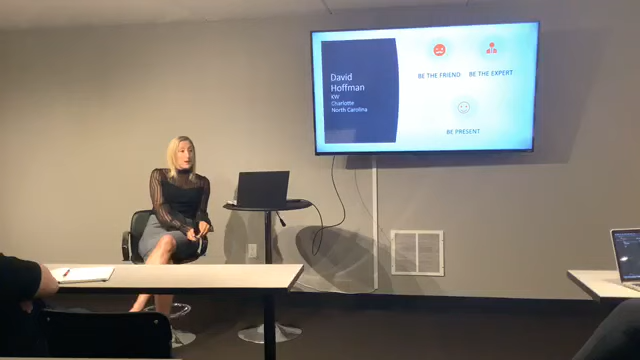 David
Hoffman
KW
Charlotte
North Carolina
BE THE FRIEND
BE THE EXPERT
BE PRESENT